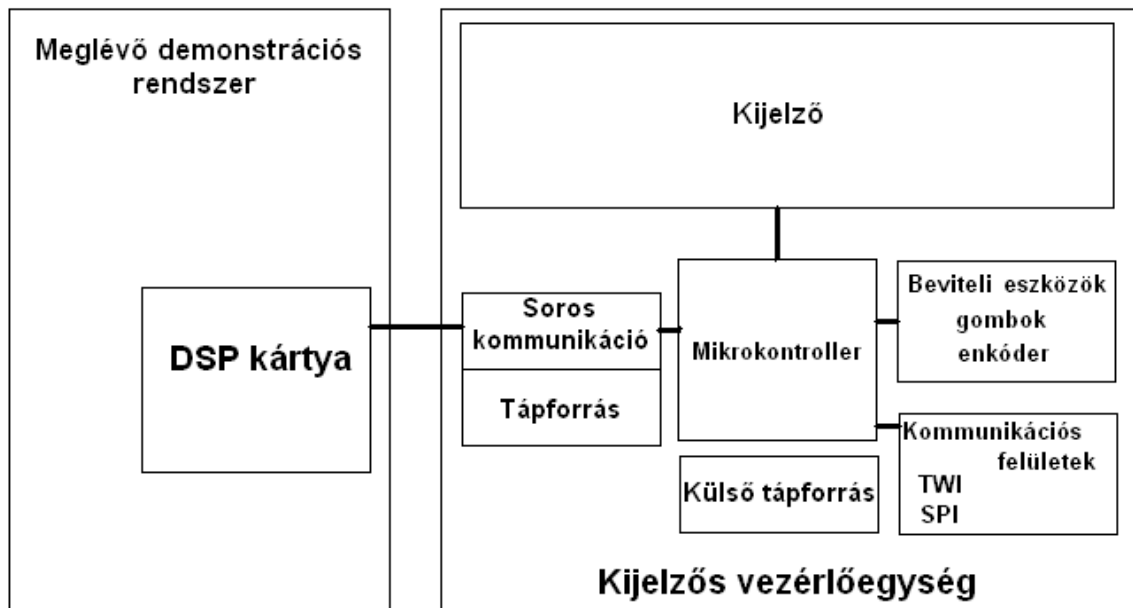 Meglévő demonstrációs
rendszer
DSP kártya
Kijelző
Soros
kommunikáció
Tápforrás
Mikrokontroller
Beviteli eszközök
gombok
enkóder
Kommunikációs
felületek
TWI
SPI
Külső tápforrás
Kijelzős vezérlőegység